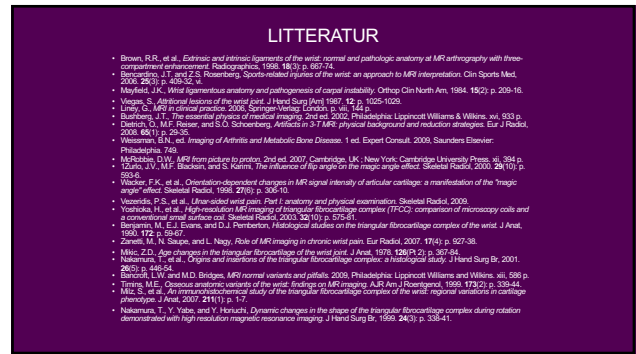 LITTERATUR
• Brown, R.R., et al., Extrinsic and intrinsic ligaments of the wrist: normal and pathologic anatomy at MR arthrography with three-
compartment enhancement. Radiographics, 1998. 18(3): p. 667-74.
• Bencardino, J.T. and Z.S. Rosenberg, Sports-related injuries of the wrist: an approach to MRI interpretation. Clin Sports Med,
2006. 25(3): p. 409-32, vi.
• Mayfield, J.K., Wrist ligamentous anatomy and pathogenesis of carpal instability. Orthop Clin North Am, 1984. 15(2): p. 209-16.
• Viegas, S., Attritional lesions of the wrist joint. J Hand Surg [Am] 1987. 12: p. 1025-1029.
• Liney, G., MRI in clinical practice. 2006, Springer-Verlag: London. p. viii, 144 p.
• Bushberg, J.T., The essential physics of medical imaging. 2nd ed. 2002, Philadelphia: Lippincott Williams & Wilkins. xvi, 933 p.
• Dietrich, O., M.F. Reiser, and S.O. Schoenberg, Artifacts in 3-T MRI: physical background and reduction strategies. Eur J Radiol,
2008. 65(1): p. 29-35.
• Weissman, B.N., ed. Imaging of Arthritis and Metabolic Bone Disease. 1 ed. Expert Consult. 2009, Saunders Elsevier:
Philadelphia. 749.
• McRobbie, D.W., MRI from picture to proton. 2nd ed. 2007, Cambridge, UK ; New York: Cambridge University Press. xii, 394 p.
• 1Zurlo, J.V., M.F. Blacksin, and S. Karimi, The influence of flip angle on the magic angle effect. Skeletal Radiol, 2000. 29(10): p.
593-6.
• Wacker, F.K., et al., Orientation-dependent changes in MR signal intensity of articular cartilage: a manifestation of the "magic
angle" effect. Skeletal Radiol, 1998. 27(6): p. 306-10.
• Vezeridis, P.S., et al., Ulnar-sided wrist pain. Part I: anatomy and physical examination. Skeletal Radiol, 2009.
• Yoshioka, H., et al., High-resolution MR imaging of triangular fibrocartilage complex (TFCC): comparison of microscopy coils and
a conventional small surface coil. Skeletal Radiol, 2003. 32(10): p. 575-81.
• Benjamin, M., E.J. Evans, and D.J. Pemberton, Histological studies on the triangular fibrocartilage complex of the wrist. J Anat,
1990. 172: p. 59-67.
• Zanetti, M., N. Saupe, and L. Nagy, Role of MR imaging in chronic wrist pain. Eur Radiol, 2007. 17(4): p. 927-38.
• Mikic, Z.D., Age changes in the triangular fibrocartilage of the wrist joint. J Anat, 1978. 126(Pt 2): p. 367-84.
• Nakamura, T., et al., Origins and insertions of the triangular fibrocartilage complex: a histological study. J Hand Surg Br, 2001.
26(5): p. 446-54.
• Bancroft, L.W. and M.D. Bridges, MRI normal variants and pitfalls. 2009, Philadelphia: Lippincott Williams and Wilkins. xiii, 586 p.
• Timins, M.E., Osseous anatomic variants of the wrist: findings on MR imaging. AJR Am J Roentgenol, 1999. 173(2): p. 339-44.
• Milz, S., et al., An immunohistochemical study of the triangular fibrocartilage complex of the wrist: regional variations in cartilage
phenotype. J Anat, 2007. 211(1): p. 1-7.
• Nakamura, T., Y. Yabe, and Y. Horiuchi, Dynamic changes in the shape of the triangular fibrocartilage complex during rotation
demonstrated with high resolution magnetic resonance imaging. J Hand Surg Br, 1999. 24(3): p. 338-41.